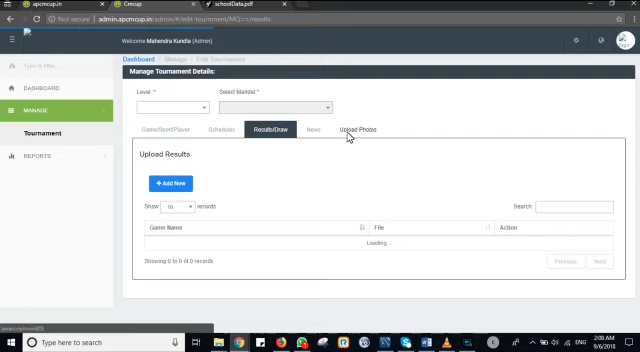 apcmcup.in
Cmcup
schoolData.pdf
Not secure | admin.apcmcup.in/admin/#/edit-tournment/MQ==/results
Welcome Mahendra Kundla (Admin)
Type to filter...
DASHBOARD
MANAGE
Tournament
REPORTS
Dashboard / Manage / Edit Tournament
Manage Tournament Details:
Level :* Select Mandal *
Game/Sport/Player Schedules Results/Draw News Upload Photos
Upload Results
+ Add New
Show 10 records Search:
Game Name File Action
Loading...
Showing 0 to 0 of 0 records Previous Next
Type here to search
ENG
2:08 AM
9/6/2018